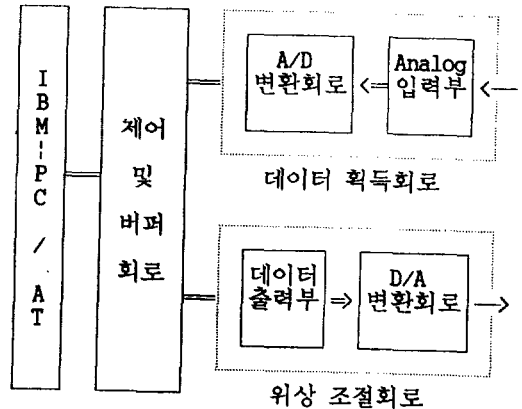 IBM-PC / AT
제어
및
버퍼
회로
A/D
변환회로
Analog
입력부
데이터 획득회로
데이터
출력부
D/A
변환회로
위상 조절회로